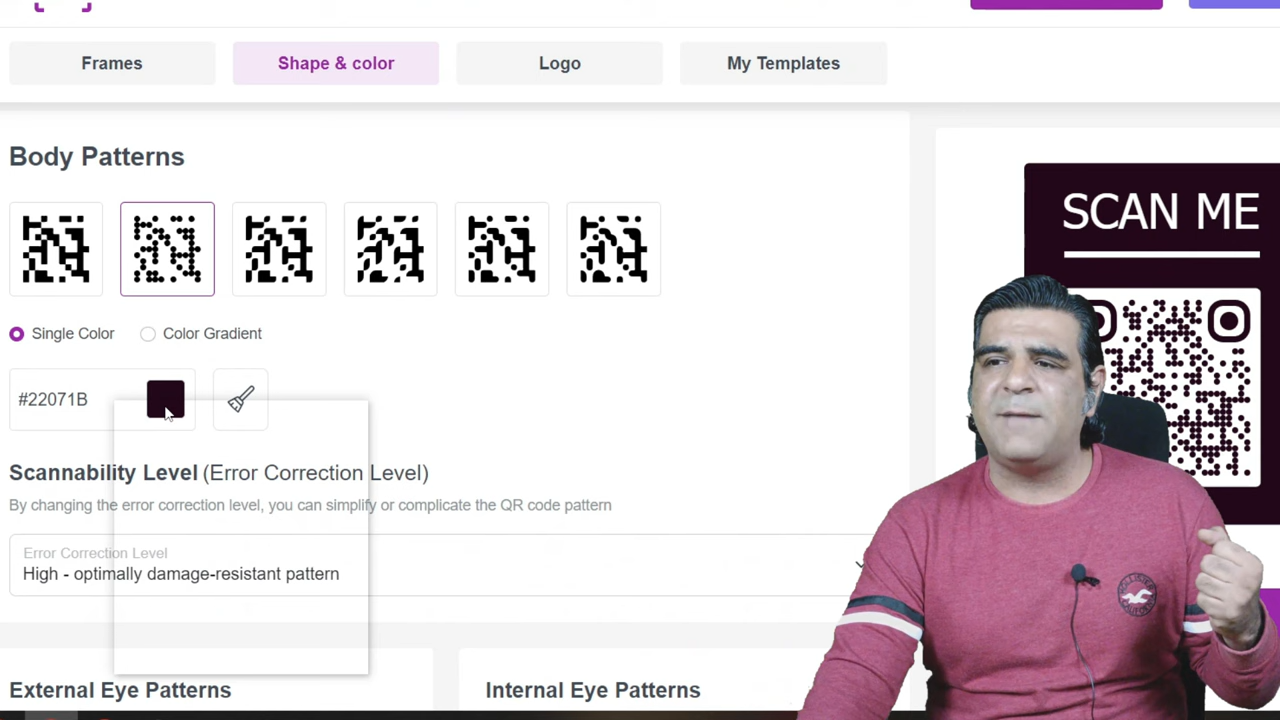 Frames
Shape & color
Logo
My Templates
Body Patterns
SCAN ME
Single Color
Color Gradient
#22071B
Scannability Level (Error Correction Level)
By changing the error correction level, you can simplify or complicate the QR code pattern
Error Correction Level
High - optimally damage-resistant pattern
External Eye Patterns
Internal Eye Patterns